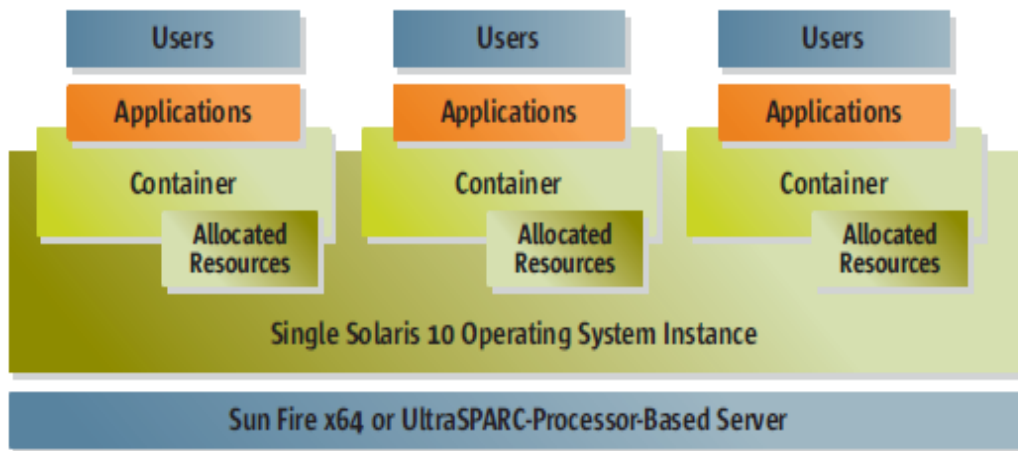 Users
Users
Users
Applications
Applications
Applications
Container
Container
Container
Allocated
Resources
Allocated
Resources
Allocated
Resources
Single Solaris 10 Operating System Instance
Sun Fire x64 or UltraSPARC-Processor-Based Server